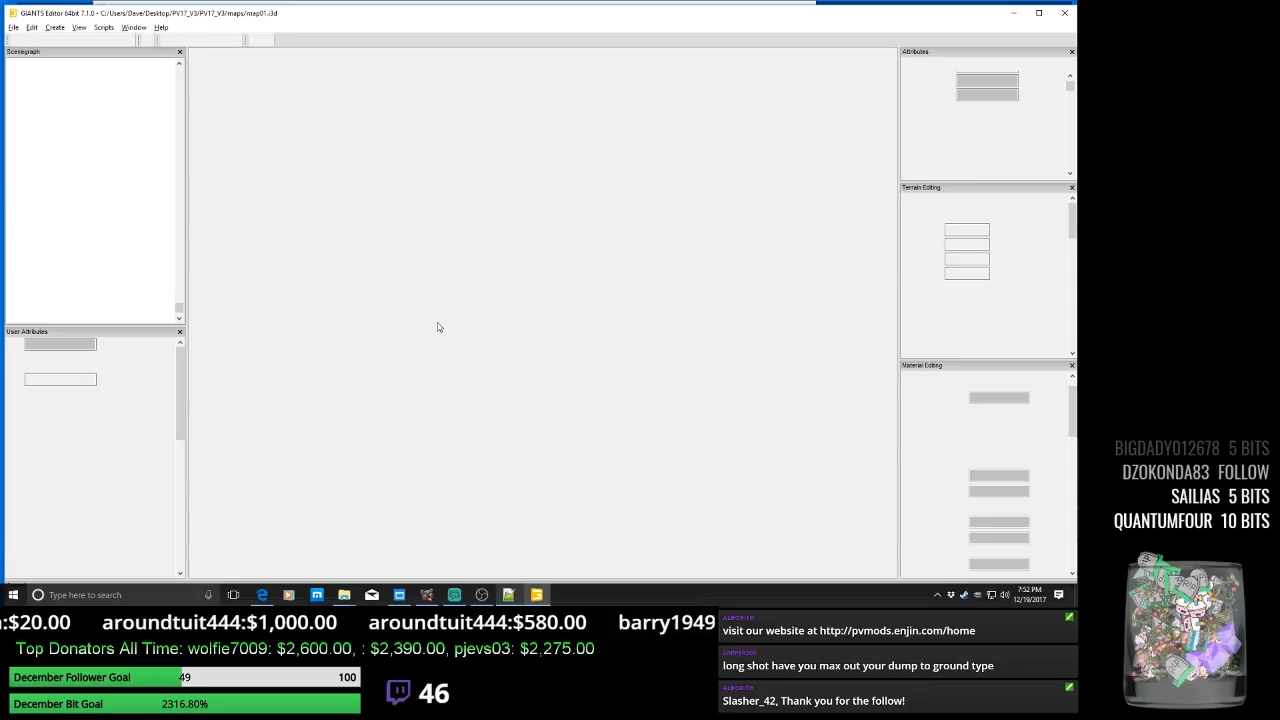 GIANTS Editor 64bit 7.1.0 - C:/Users/Dave/Desktop/PV17_V3/PV17_V3/maps/map01.i3d
File Edit Create View Scripts Window Help
Scenegraph
Attributes
Terrain Editing
User Attributes
Material Editing
BIGDADY012678 5 BITS
DZOKONDA83 FOLLOW
SAILIAS 5 BITS
QUANTUMFOUR 10 BITS
Type here to search
7:52 PM
12/19/2017
:$20.00 aroundtuit444:$1,000.00 aroundtuit444:$580.00 barry1949
Top Donators All Time: wolfie7009: $2,600.00, : $2,390.00, pjevs03: $2,275.00
December Follower Goal 49 100
December Bit Goal 2316.80%
46
ALBORITH
visit our website at http://pvmods.enjin.com/home
long shot have you max out your dump to ground type
ALBORITH
Slasher_42, Thank you for the follow!